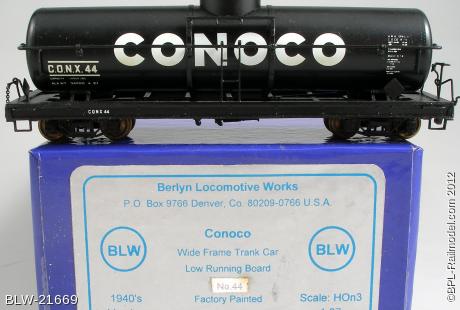 CONOCO
C.O.N.X. 44
CONX 44
Berlyn Locomotive Works
P.O. Box 9766 Denver, Co. 80209-0766 U.S.A.
Conoco
BLW
BLW
Wide Frame Trank Car
Low Running Board
No.44
1940's
Factory Painted
Scale: HOn3
BLW-21669
©BPL-Railmodel.com 2012